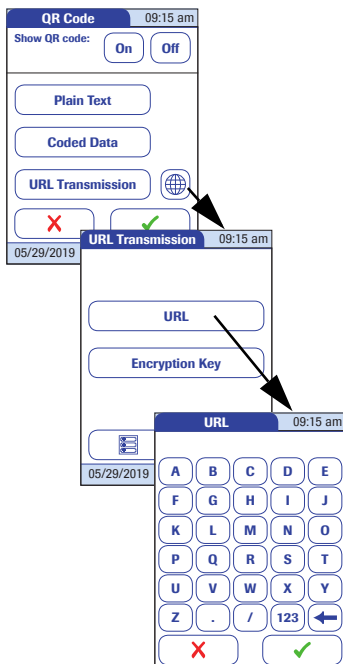 QR Code 09:15 am
Show QR code:
On Off
Plain Text
Coded Data
URL Transmission
05/29/2019
URL Transmission 09:15 am
URL
Encryption Key
05/29/2019
URL 09:15 am
A B C D E
F G H I J
K L M N O
P Q R S T
U V W X Y
Z . / 123